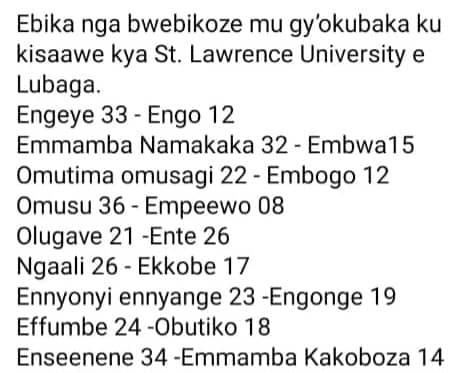 Ebika nga bwebikoze mu gy'okubaka ku
kisaawe kya St. Lawrence University e
Lubaga.
Engeye 33 - Engo 12
Emmamba Namakaka 32 - Embwa15
Omutima omusagi 22 - Embogo 12
Omusu 36 - Empeewo 08
Olugave 21 -Ente 26
Ngaali 26 - Ekkobe 17
Ennyonyi ennyange 23 -Engonge 19
Effumbe 24 -Obutiko 18
Enseenene 34 -Emmamba Kakoboza 14